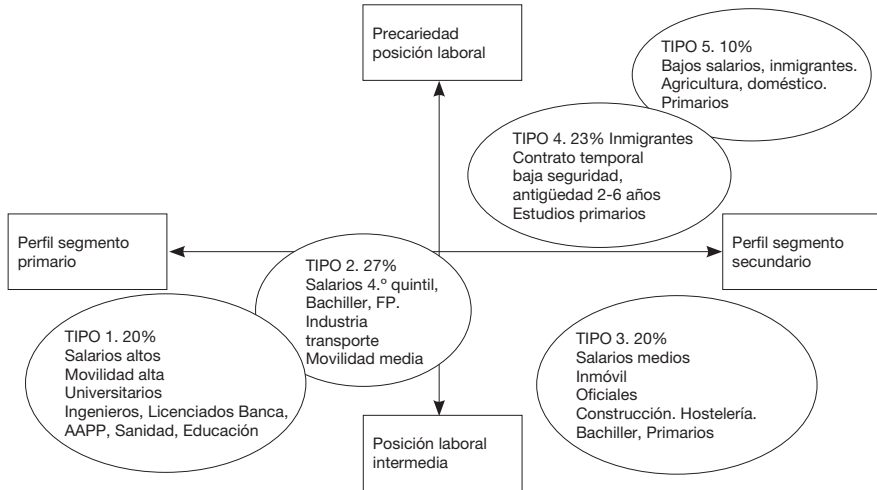 Precariedad
posición laboral
TIPO 5. 10%
Bajos salarios, inmigrantes.
Agricultura, doméstico.
Primarios
TIPO 4. 23% Inmigrantes
Contrato temporal
baja seguridad,
antigüedad 2-6 años
Estudios primarios
Perfil segmento
primario
Perfil segmento
secundario
TIPO 2. 27%
Salarios 4.º quintil,
Bachiller, FP.
Industria
transporte
Movilidad media
TIPO 1. 20%
Salarios altos
Movilidad alta
Universitarios
Ingenieros, Licenciados Banca,
AAPP, Sanidad, Educación
TIPO 3. 20%
Salarios medios
Inmóvil
Oficiales
Construcción. Hostelería.
Bachiller, Primarios
Posición laboral
intermedia